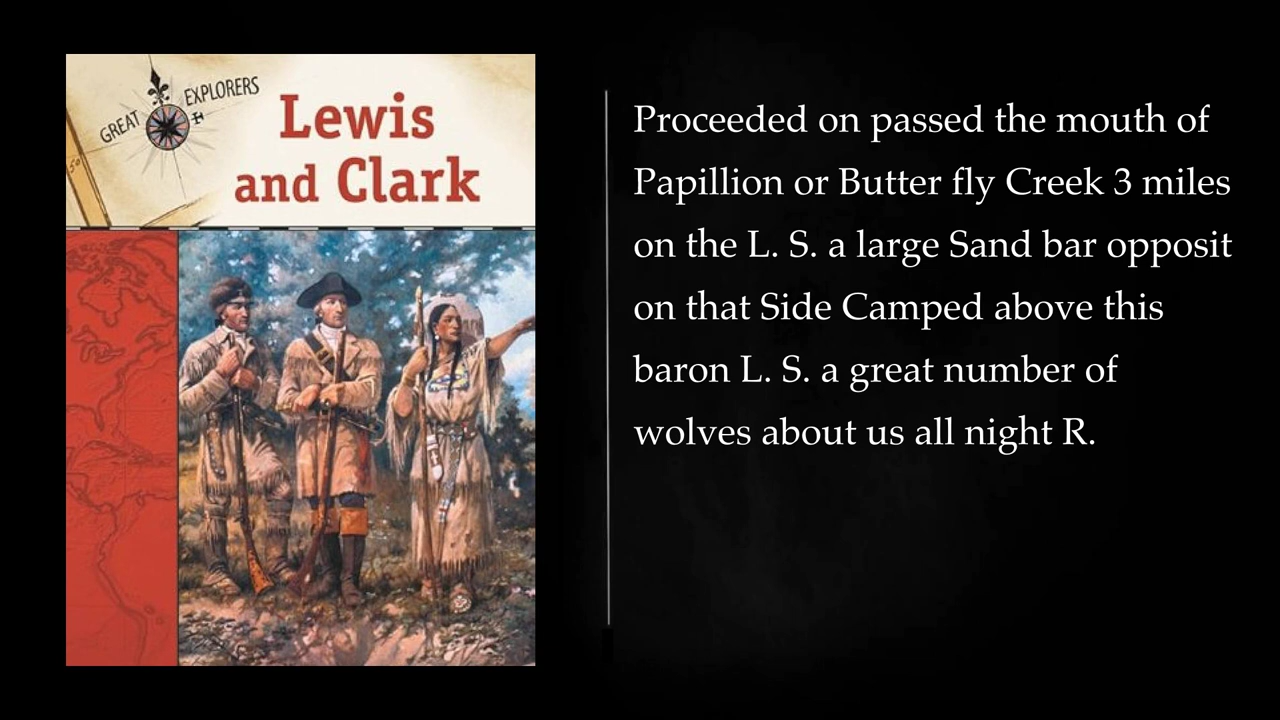 GREAT EXPLORERS
Lewis
and Clark
50
Proceeded on passed the mouth of
Papillion or Butter fly Creek 3 miles
on the L. S. a large Sand bar opposit
on that Side Camped above this
baron L. S. a great number of
wolves about us all night R.